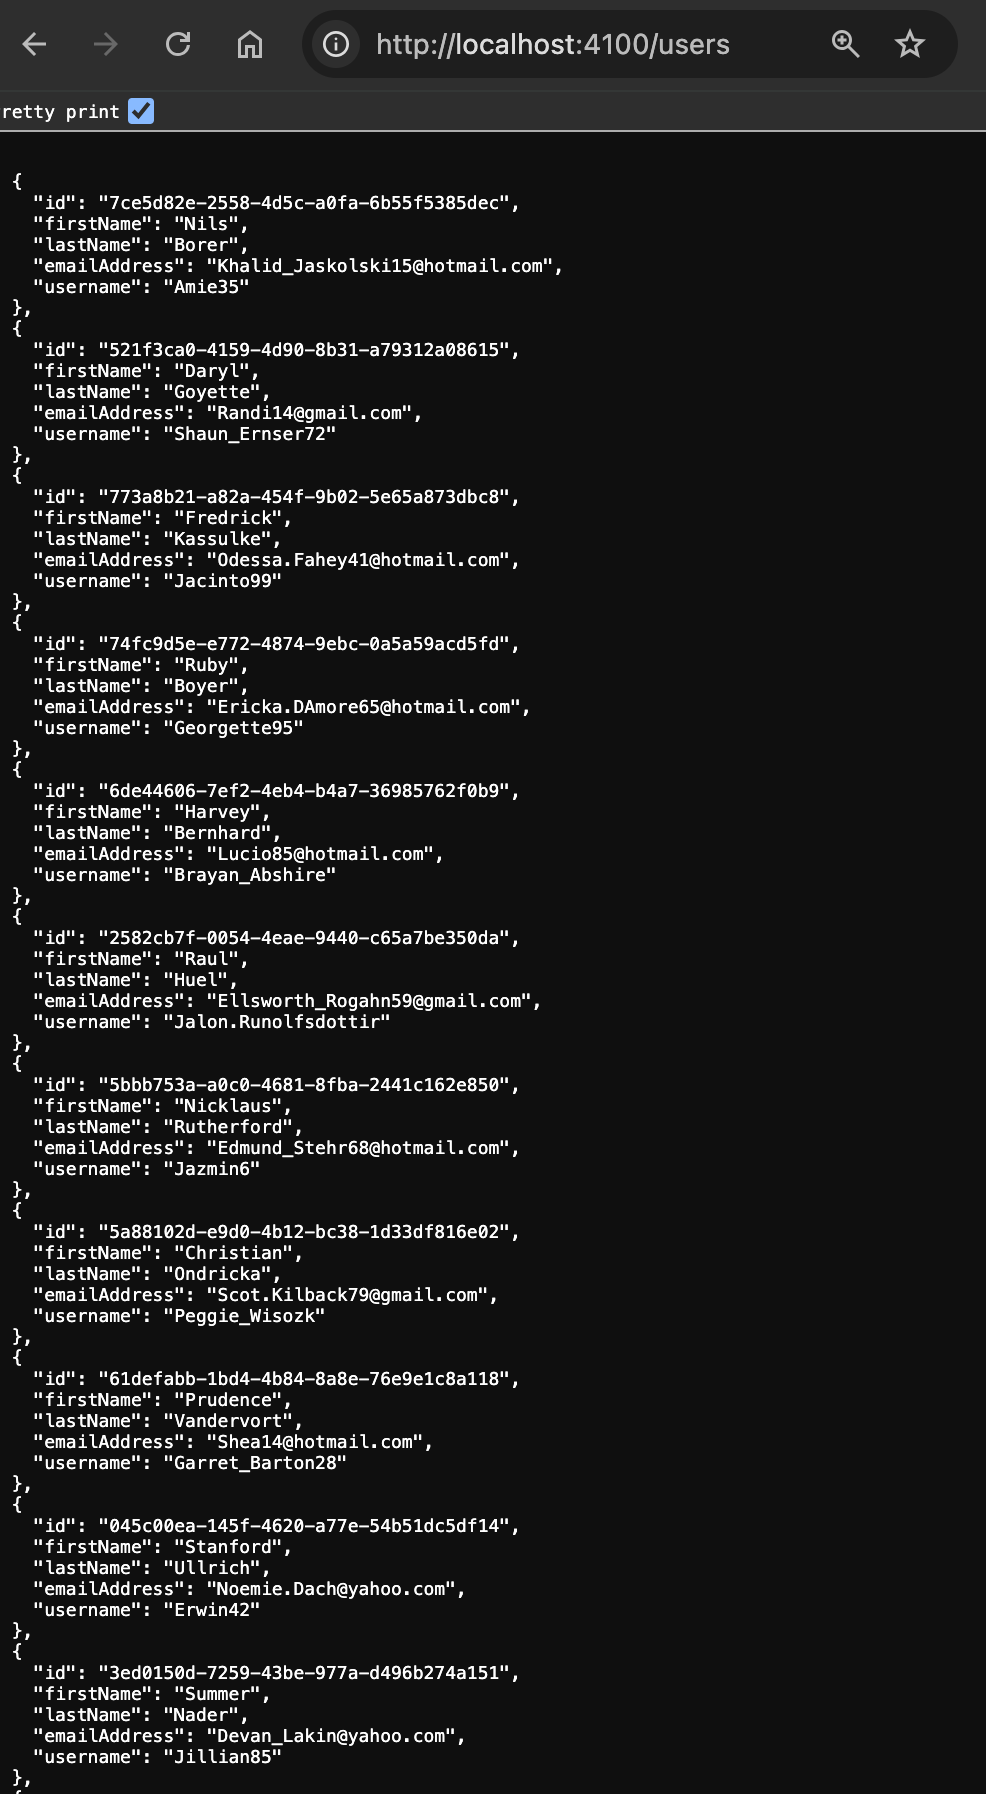 http://localhost:4100/users
retty print
{
"id": "7ce5d82e-2558-4d5c-a0fa-6b55f5385dec",
"firstName": "Nils",
"lastName": "Borer",
"emailAddress": "Khalid_Jaskolski15@hotmail.com",
"username": "Amie35"
},
{
"id": "521f3ca0-4159-4d90-8b31-a79312a08615",
"firstName": "Daryl",
"lastName": "Goyette",
"emailAddress": "Randi14@gmail.com",
"username": "Shaun_Ernser72"
},
{
"id": "773a8b21-a82a-454f-9b02-5e65a873dbc8",
"firstName": "Fredrick",
"lastName": "Kassulke",
"emailAddress": "Odessa.Fahey41@hotmail.com",
"username": "Jacinto99"
},
{
"id": "74fc9d5e-e772-4874-9ebc-0a5a59acd5fd",
"firstName": "Ruby",
"lastName": "Boyer",
"emailAddress": "Ericka.DAmore65@hotmail.com",
"username": "Georgette95"
},
{
"id": "6de44606-7ef2-4eb4-b4a7-36985762f0b9",
"firstName": "Harvey",
"lastName": "Bernhard",
"emailAddress": "Lucio85@hotmail.com",
"username": "Brayan_Abshire"
},
{
"id": "2582cb7f-0054-4eae-9440-c65a7be350da",
"firstName": "Raul",
"lastName": "Huel",
"emailAddress": "Ellsworth_Rogahn59@gmail.com",
"username": "Jalon.Runolfsdottir"
},
{
"id": "5bbb753a-a0c0-4681-8fba-2441c162e850",
"firstName": "Nicklaus",
"lastName": "Rutherford",
"emailAddress": "Edmund_Stehr68@hotmail.com",
"username": "Jazmin6"
},
{
"id": "5a88102d-e9d0-4b12-bc38-1d33df816e02",
"firstName": "Christian",
"lastName": "Ondricka",
"emailAddress": "Scot.Kilback79@gmail.com",
"username": "Peggie_Wisozk"
},
{
"id": "61defabb-1bd4-4b84-8a8e-76e9e1c8a118",
"firstName": "Prudence",
"lastName": "Vandervort",
"emailAddress": "Shea14@hotmail.com",
"username": "Garret_Barton28"
},
{
"id": "045c00ea-145f-4620-a77e-54b51dc5df14",
"firstName": "Stanford",
"lastName": "Ullrich",
"emailAddress": "Noemie.Dach@yahoo.com",
"username": "Erwin42"
},
{
"id": "3ed0150d-7259-43be-977a-d496b274a151",
"firstName": "Summer",
"lastName": "Nader",
"emailAddress": "Devan_Lakin@yahoo.com",
"username": "Jillian85"
},